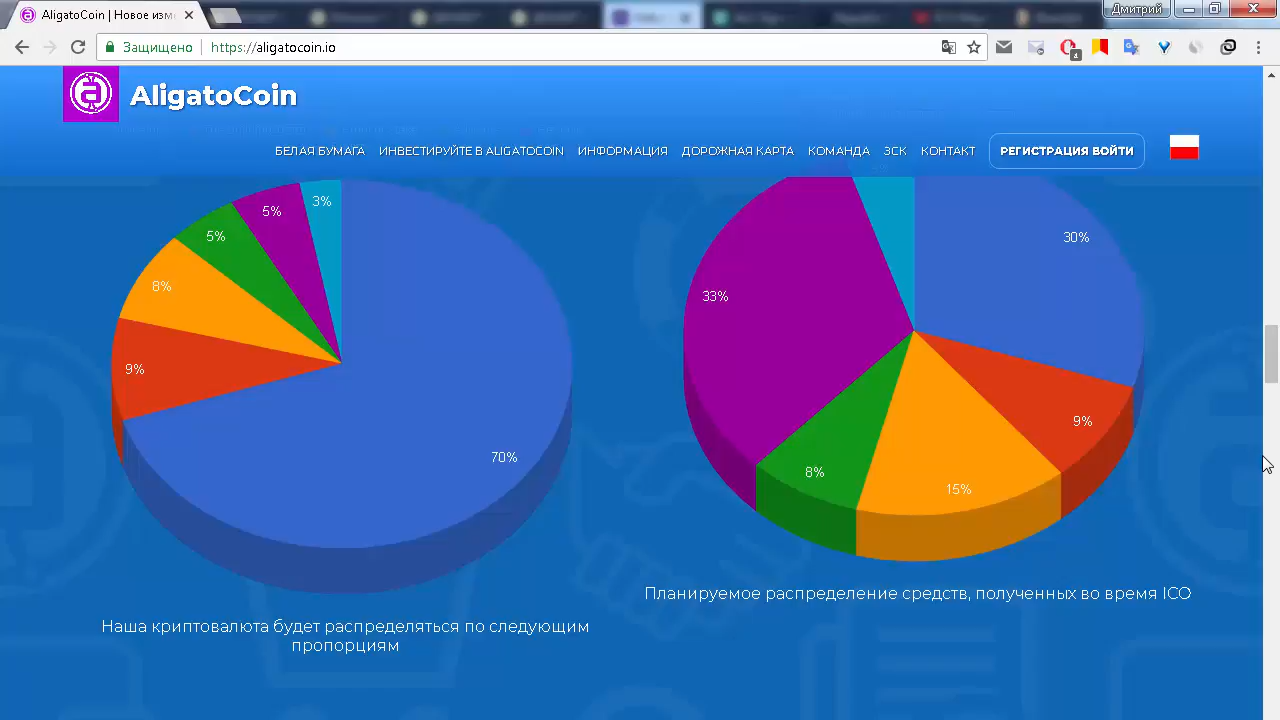 AligatoCoin | Новое изме
Дмитрий
Защищено
https://aligatocoin.io
4
AligatoCoin
БЕЛАЯ БУМАГА ИНВЕСТИРУЙТЕ В ALIGATOCOIN ИНФОРМАЦИЯ ДОРОЖНАЯ КАРТА КОМАНДА ЗСК КОНТАКТ РЕГИСТРАЦИЯ ВОЙТИ
3%
5%
5%
8%
9%
70%
30%
33%
9%
8%
15%
Планируемое распределение средств, полученных во время ICO
Наша криптовалюта будет распределяться по следующим
пропорциям